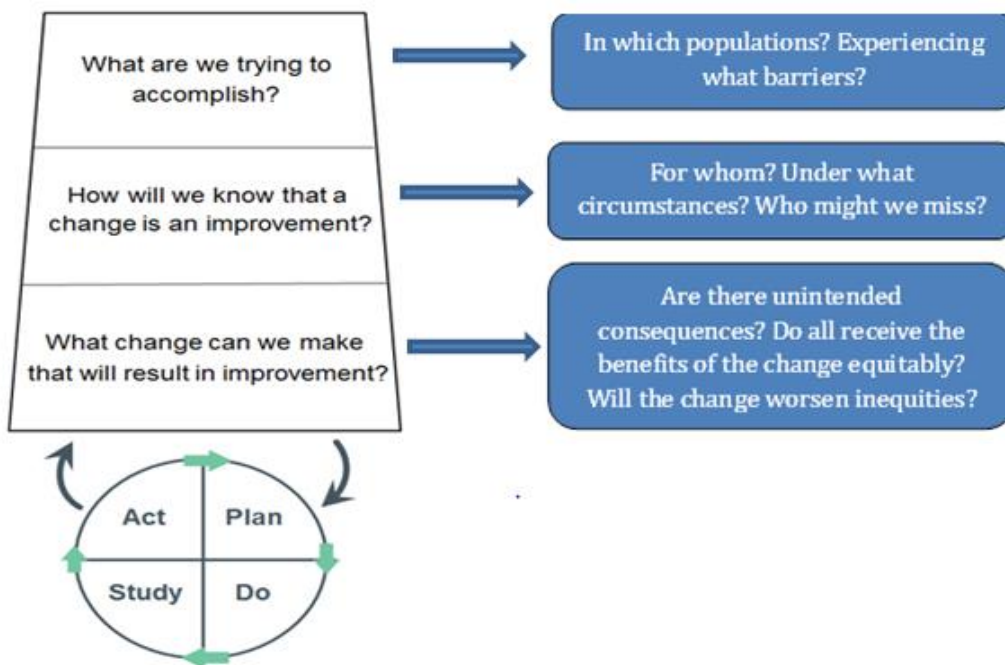 What are we trying to
accomplish?
In which populations? Experiencing
what barriers?
How will we know that a
change is an improvement?
For whom? Under what
circumstances? Who might we miss?
What change can we make
that will result in improvement?
Are there unintended
consequences? Do all receive the
benefits of the change equitably?
Will the change worsen inequities?
Act
Plan
Study
Do